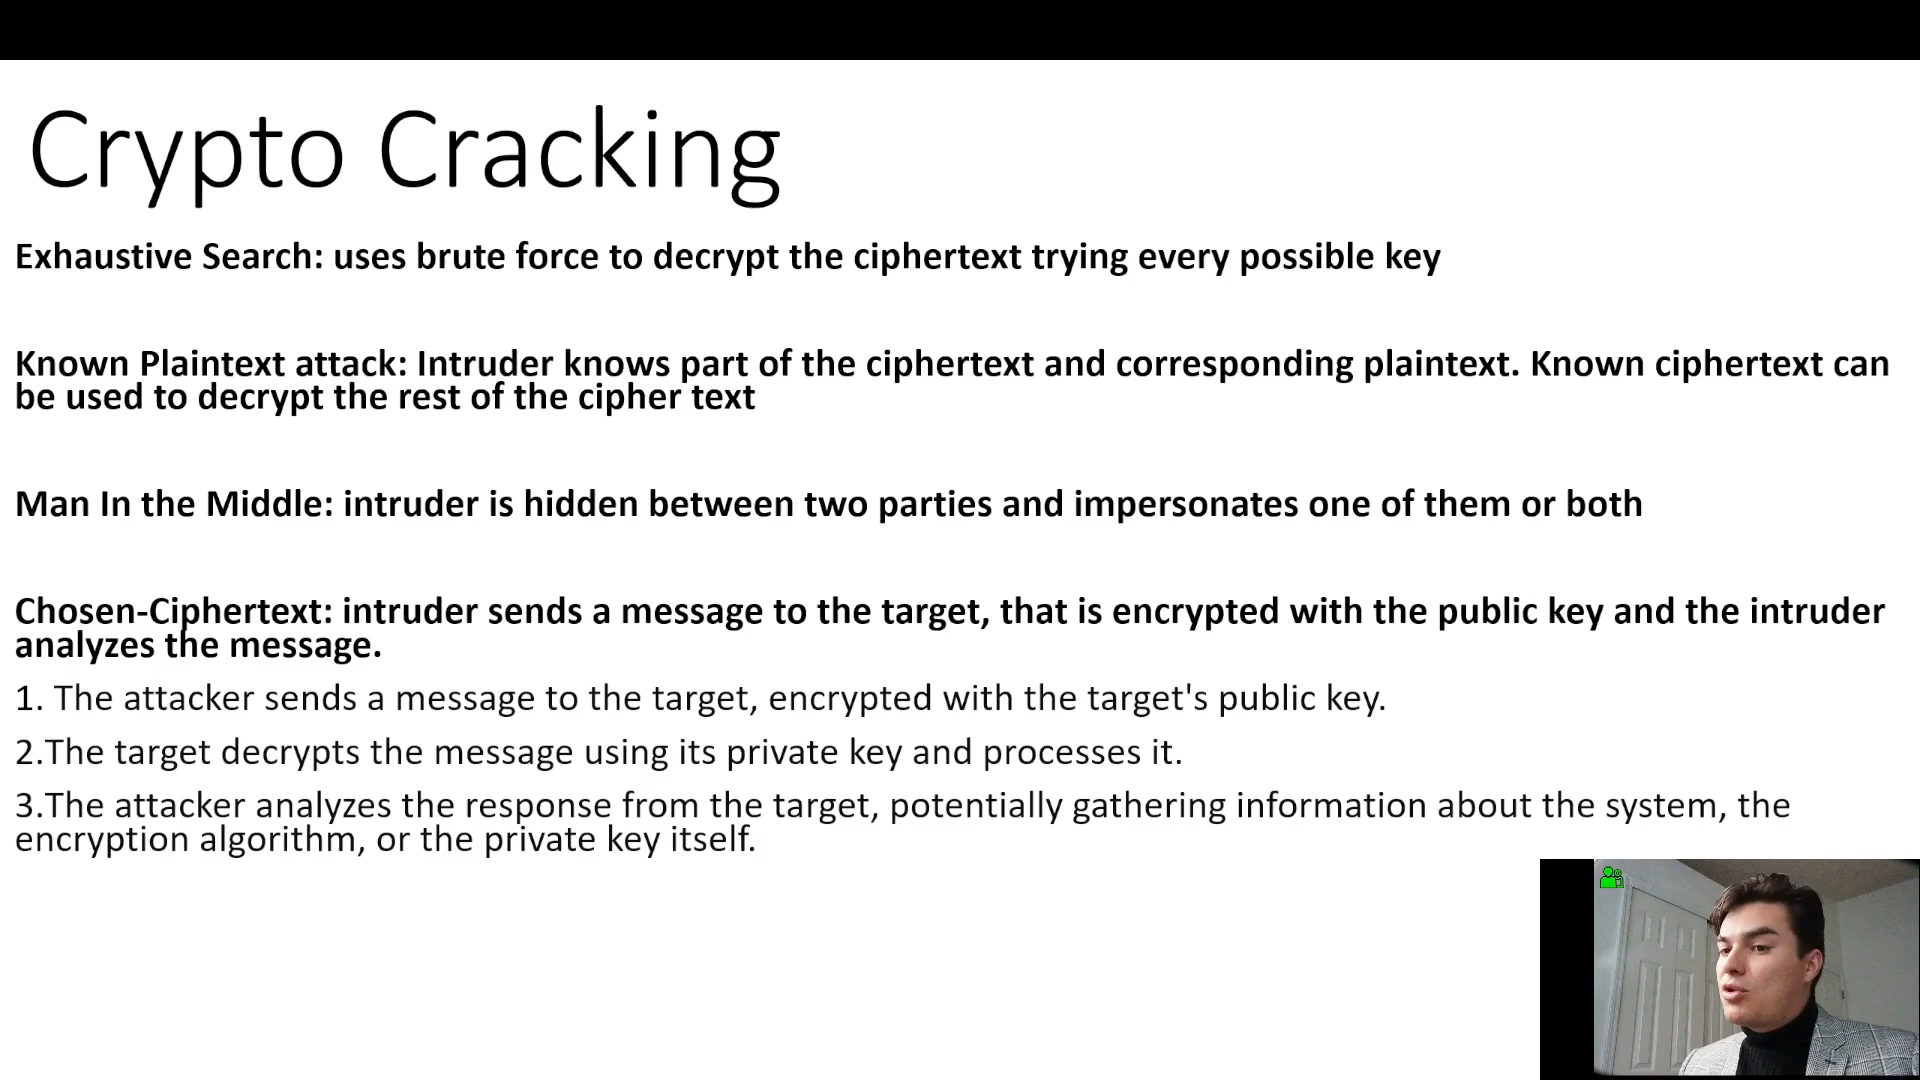 Crypto Cracking
Exhaustive Search: uses brute force to decrypt the ciphertext trying every possible key
Known Plaintext attack: Intruder knows part of the ciphertext and corresponding plaintext. Known ciphertext can
be used to decrypt the rest of the cipher text
Man In the Middle: intruder is hidden between two parties and impersonates one of them or both
Chosen-Ciphertext: intruder sends a message to the target, that is encrypted with the public key and the intruder
analyzes the message.
1. The attacker sends a message to the target, encrypted with the target's public key.
2.The target decrypts the message using its private key and processes it.
3.The attacker analyzes the response from the target, potentially gathering information about the system, the
encryption algorithm, or the private key itself.